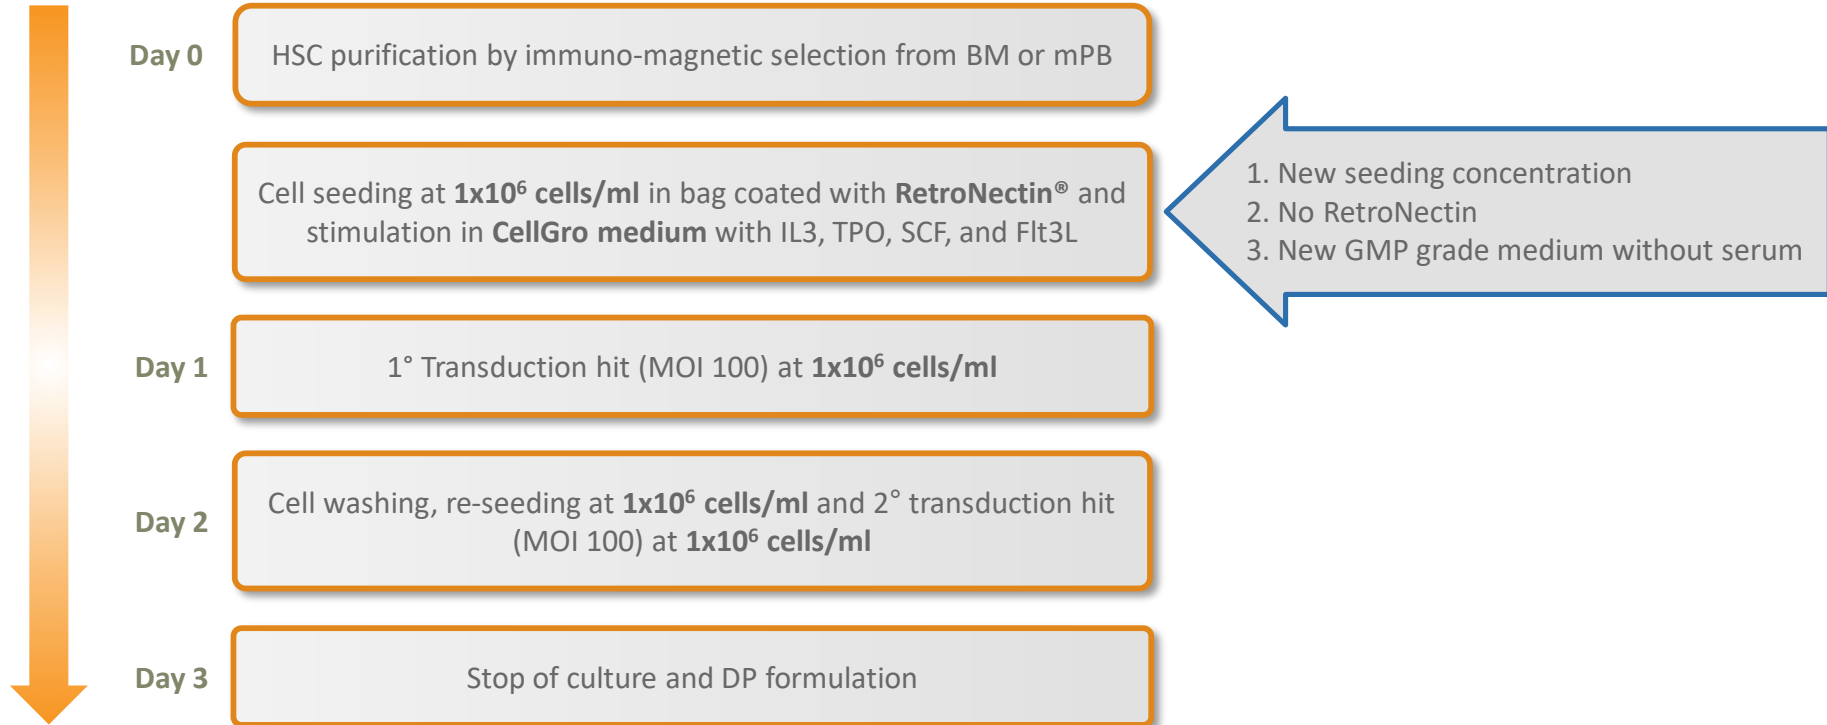 Day 0
HSC purification by immuno-magnetic selection from BM or mPB
Cell seeding at 1x10⁶ cells/ml in bag coated with RetroNectin® and
stimulation in CellGro medium with IL3, TPO, SCF, and Flt3L
1. New seeding concentration
2. No RetroNectin
3. New GMP grade medium without serum
Day 1
1° Transduction hit (MOI 100) at 1x10⁶ cells/ml
Day 2
Cell washing, re-seeding at 1x10⁶ cells/ml and 2° transduction hit
(MOI 100) at 1x10⁶ cells/ml
Day 3
Stop of culture and DP formulation